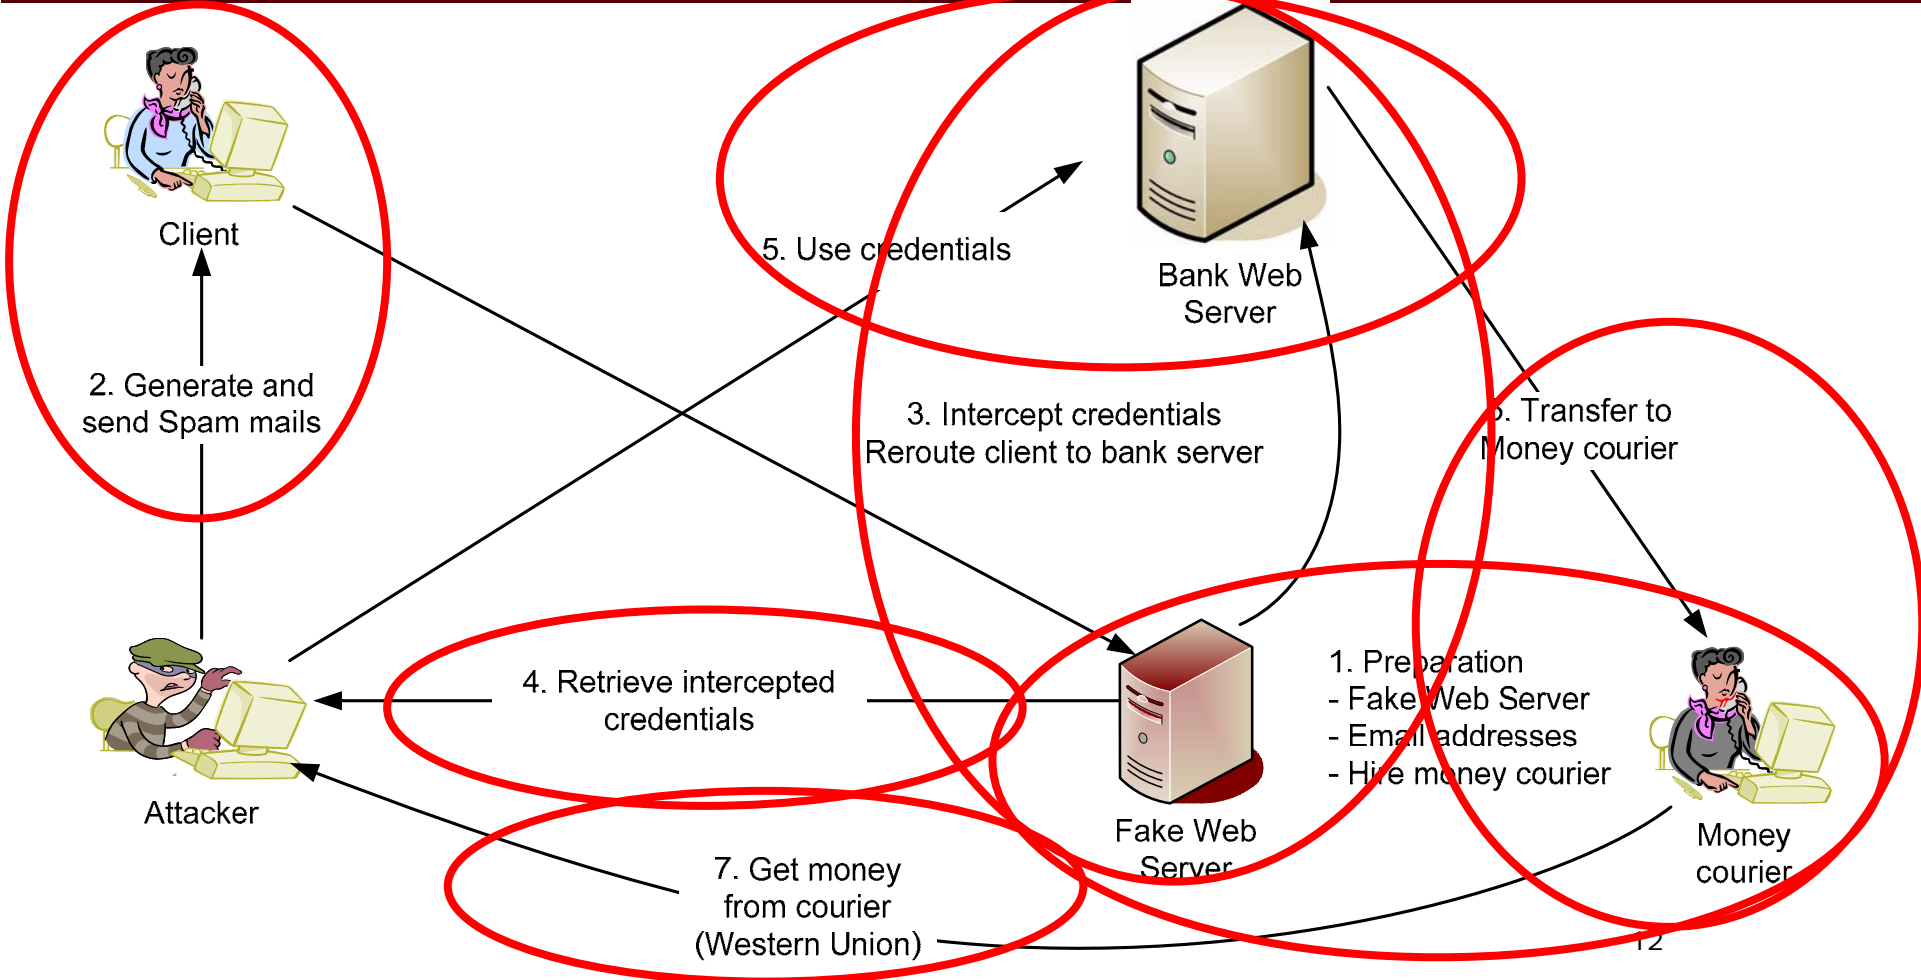 Client
2. Generate and
send Spam mails
5. Use credentials
Bank Web
Server
3. Intercept credentials
Reroute client to bank server
6. Transfer to
Money courier
4. Retrieve intercepted
credentials
1. Preparation
- Fake Web Server
- Email addresses
- Hire money courier
Attacker
Fake Web
Server
Money
courier
7. Get money
from courier
(Western Union)
12